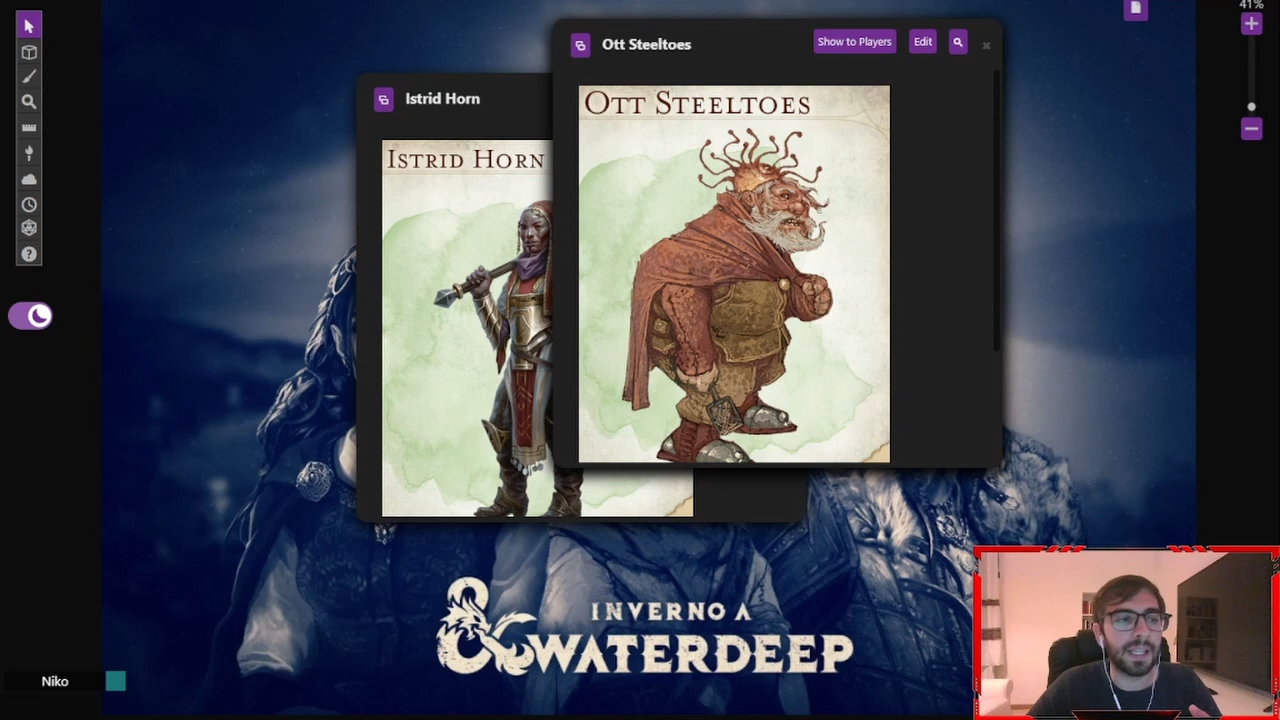 41%
Ott Steeltoes
Show to Players
Edit
OTT STEELTOES
Istrid Horn
ISTRID HORN
INVERNO A
& WATERDEEP
Niko